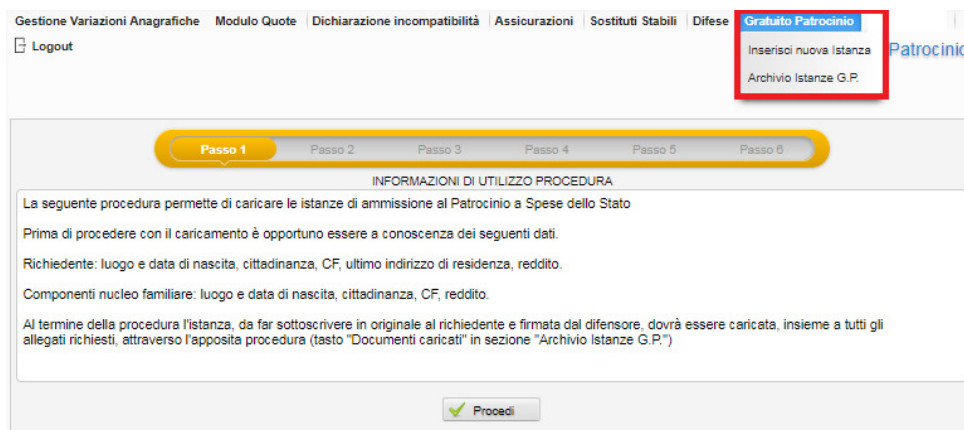 Gestione Variazioni Anagrafiche Modulo Quote Dichiarazione incompatibilità Assicurazioni Sostituti Stabili Difese Gratuito Patrocinio
Logout
Inserisci nuova Istanza
Patrocinio
Archivio Istanze G.P.
Passo 1 Passo 2 Passo 3 Passo 4 Passo 5 Passo 6
INFORMAZIONI DI UTILIZZO PROCEDURA
La seguente procedura permette di caricare le istanze di ammissione al Patrocinio a Spese dello Stato
Prima di procedere con il caricamento è opportuno essere a conoscenza dei seguenti dati.
Richiedente: luogo e data di nascita, cittadinanza, CF, ultimo indirizzo di residenza, reddito.
Componenti nucleo familiare: luogo e data di nascita, cittadinanza, CF, reddito.
Al termine della procedura l'istanza, da far sottoscrivere in originale al richiedente e firmata dal difensore, dovrà essere caricata, insieme a tutti gli
allegati richiesti, attraverso l'apposita procedura (tasto "Documenti caricati" in sezione "Archivio Istanze G.P.")
Procedi